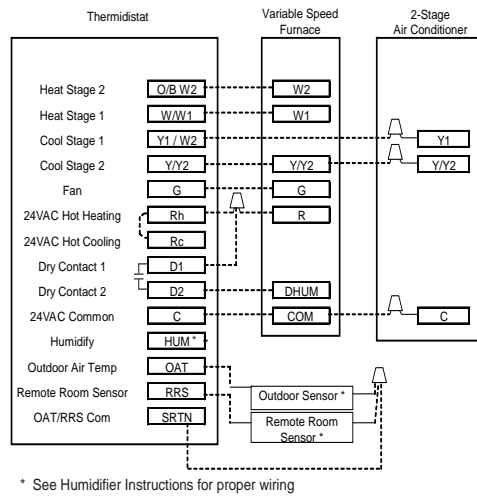 Thermidistat
Variable Speed
Furnace
2-Stage
Air Conditioner
Heat Stage 2 O/B W2 W2
Heat Stage 1 W/W1 W1
Cool Stage 1 Y1 / W2 Y1
Cool Stage 2 Y/Y2 Y/Y2 Y/Y2
Fan G G
24VAC Hot Heating Rh R
24VAC Hot Cooling Rc
Dry Contact 1 D1
Dry Contact 2 D2 DHUM
24VAC Common C COM C
Humidify HUM *
Outdoor Air Temp OAT
Remote Room Sensor RRS
Outdoor Sensor *
OAT/RRS Com SRTN
Remote Room
Sensor *
* See Humidifier Instructions for proper wiring